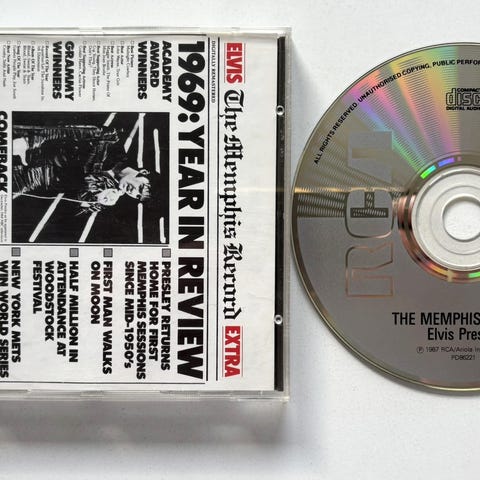 ELVIS The Memphis Record EXTRA
DIGITALLY REMASTERED
1969: YEAR IN REVIEW
ACADEMY
AWARD
WINNERS
GRAMMY
WINNERS
COMEBACK
PRESLEY RETURNS
HOME FOR FIRST
MEMPHIS SESSIONS
SINCE MID-1950's
FIRST MAN WALKS
ON MOON
HALF MILLION IN
ATTENDANCE AT
WOODSTOCK
FESTIVAL
NEW YORK METS
WIN WORLD SERIES
ALL RIGHTS RESERVED. UNAUTHORISED COPYING, PUBLIC PERFOR
COMPACT
DISC
DIGITAL AUDIO
RCA
THE MEMPHIS
Elvis Pres
℗ 1987 RCA/Ariola In
PD86221